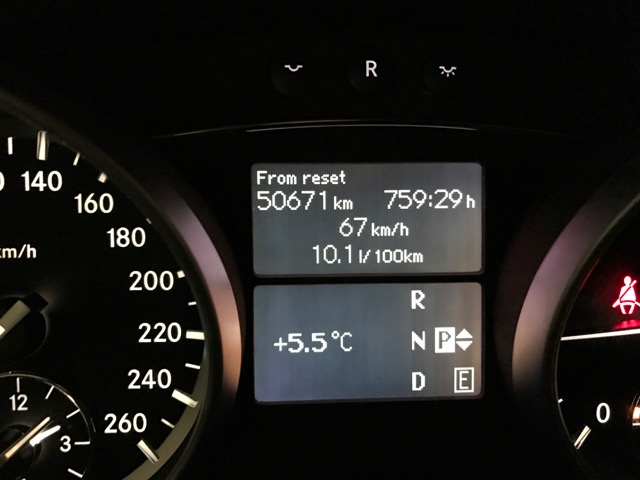 R
From reset
50671 km 759:29 h
67 km/h
10.1 l/100km
+5.5 °C
R
N P
D E
140
160
180
200
220
240
260
km/h
12
3
0